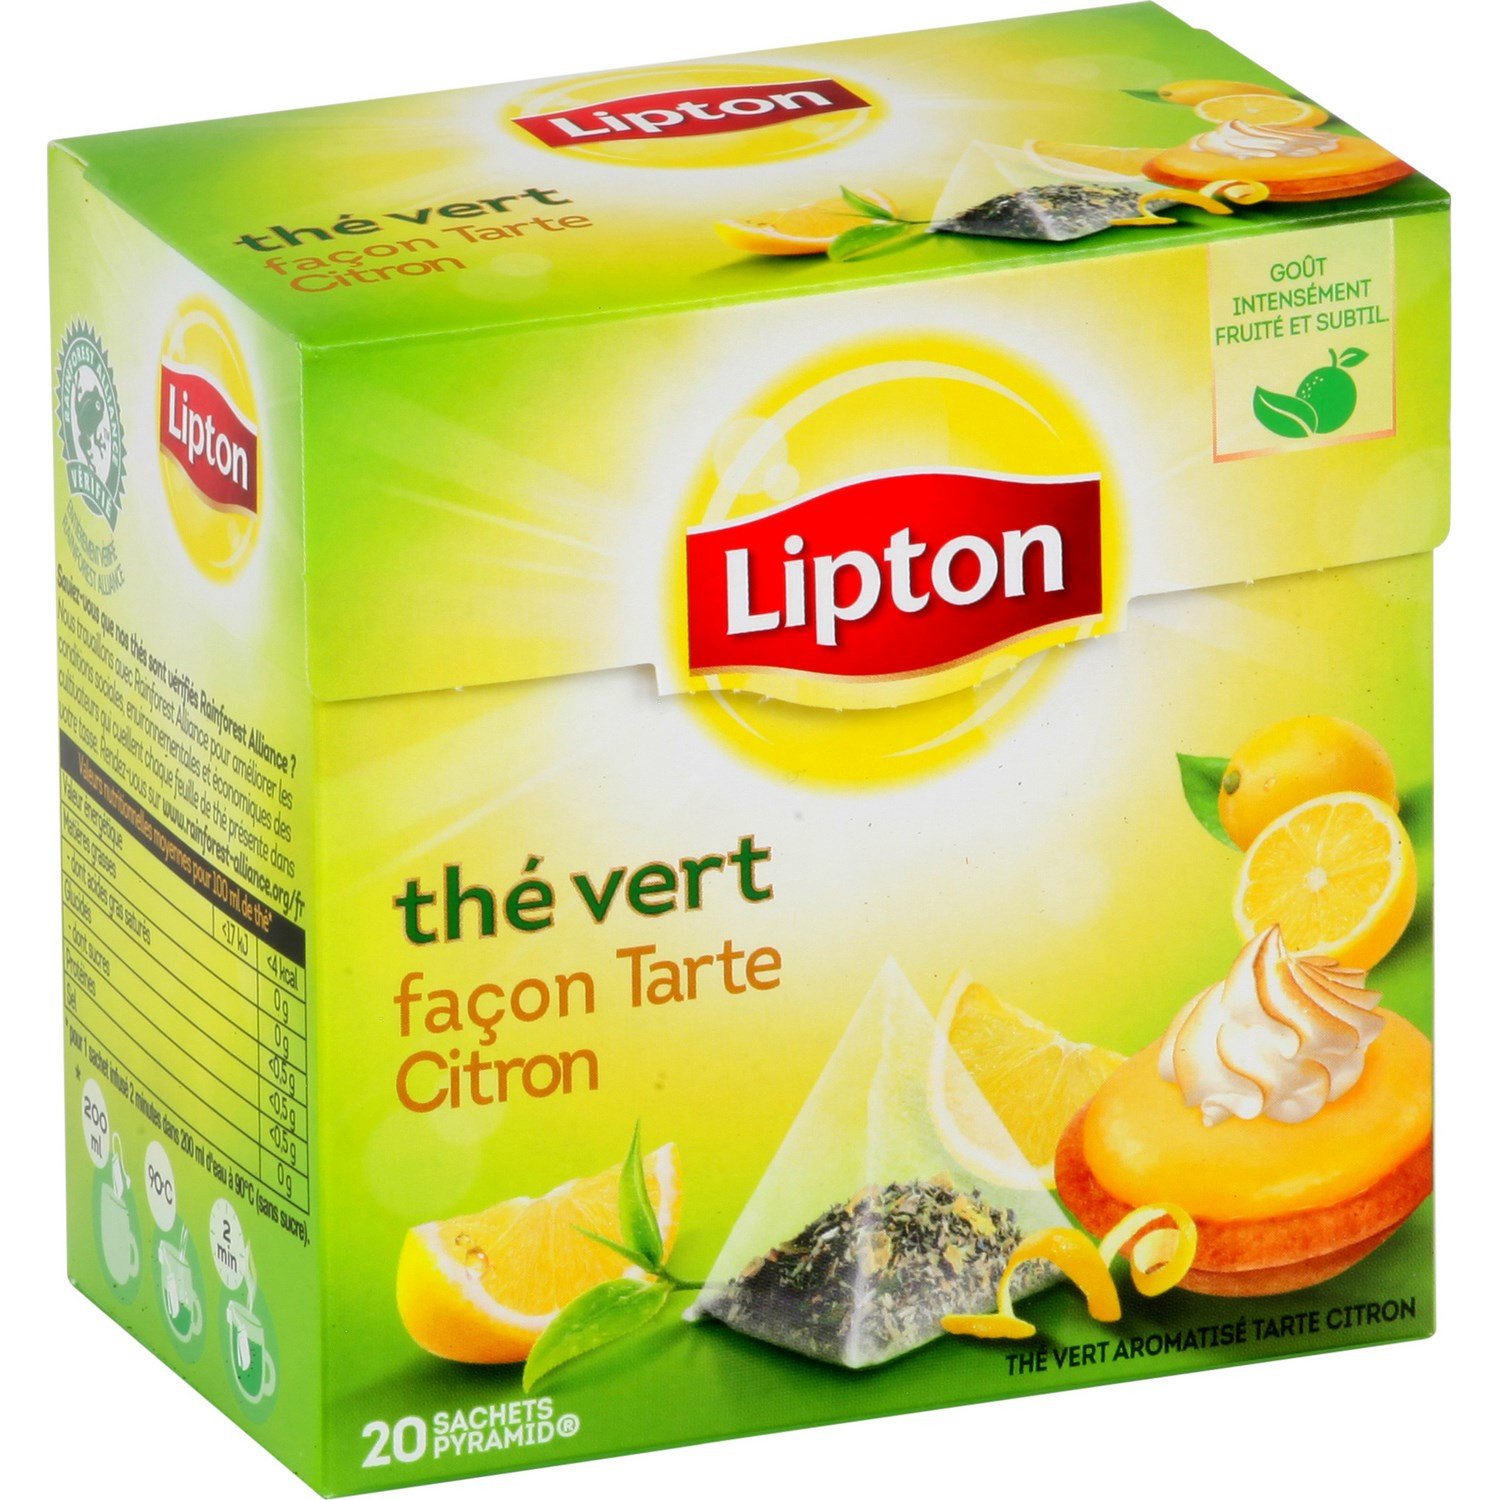 Lipton
thé vert
façon Tarte
Citron
GOÛT
INTENSÉMENT
FRUITÉ ET SUBTIL.
Lipton
thé vert
façon Tarte
Citron
THÉ VERT AROMATISÉ TARTE CITRON
20 SACHETS
PYRAMID®
RAINFOREST ALLIANCE
VÉRIFIÉ
RAINFOREST ALLIANCE
Lipton
Saviez-vous que nos thés sont vérifiés Rainforest Alliance ?
Nous travaillons avec Rainforest Alliance pour améliorer les
conditions sociales, environnementales et économiques des
cultivateurs qui cueillent chaque feuille de thé présente dans
votre tasse. Rendez-vous sur www.rainforest-alliance.org/fr
Valeurs nutritionnelles moyennes pour 100 ml de thé*
Valeur énergétique <17 kJ <4 kcal
Matières grasses 0 g
- dont acides gras saturés 0 g
Glucides <0,5 g
- dont sucres <0,5 g
Protéines <0,5 g
Sel 0 g
* pour 1 sachet infusé 2 minutes dans 200 ml d'eau à 90°C (sans sucre).
*
200
ml
90°C
2
min